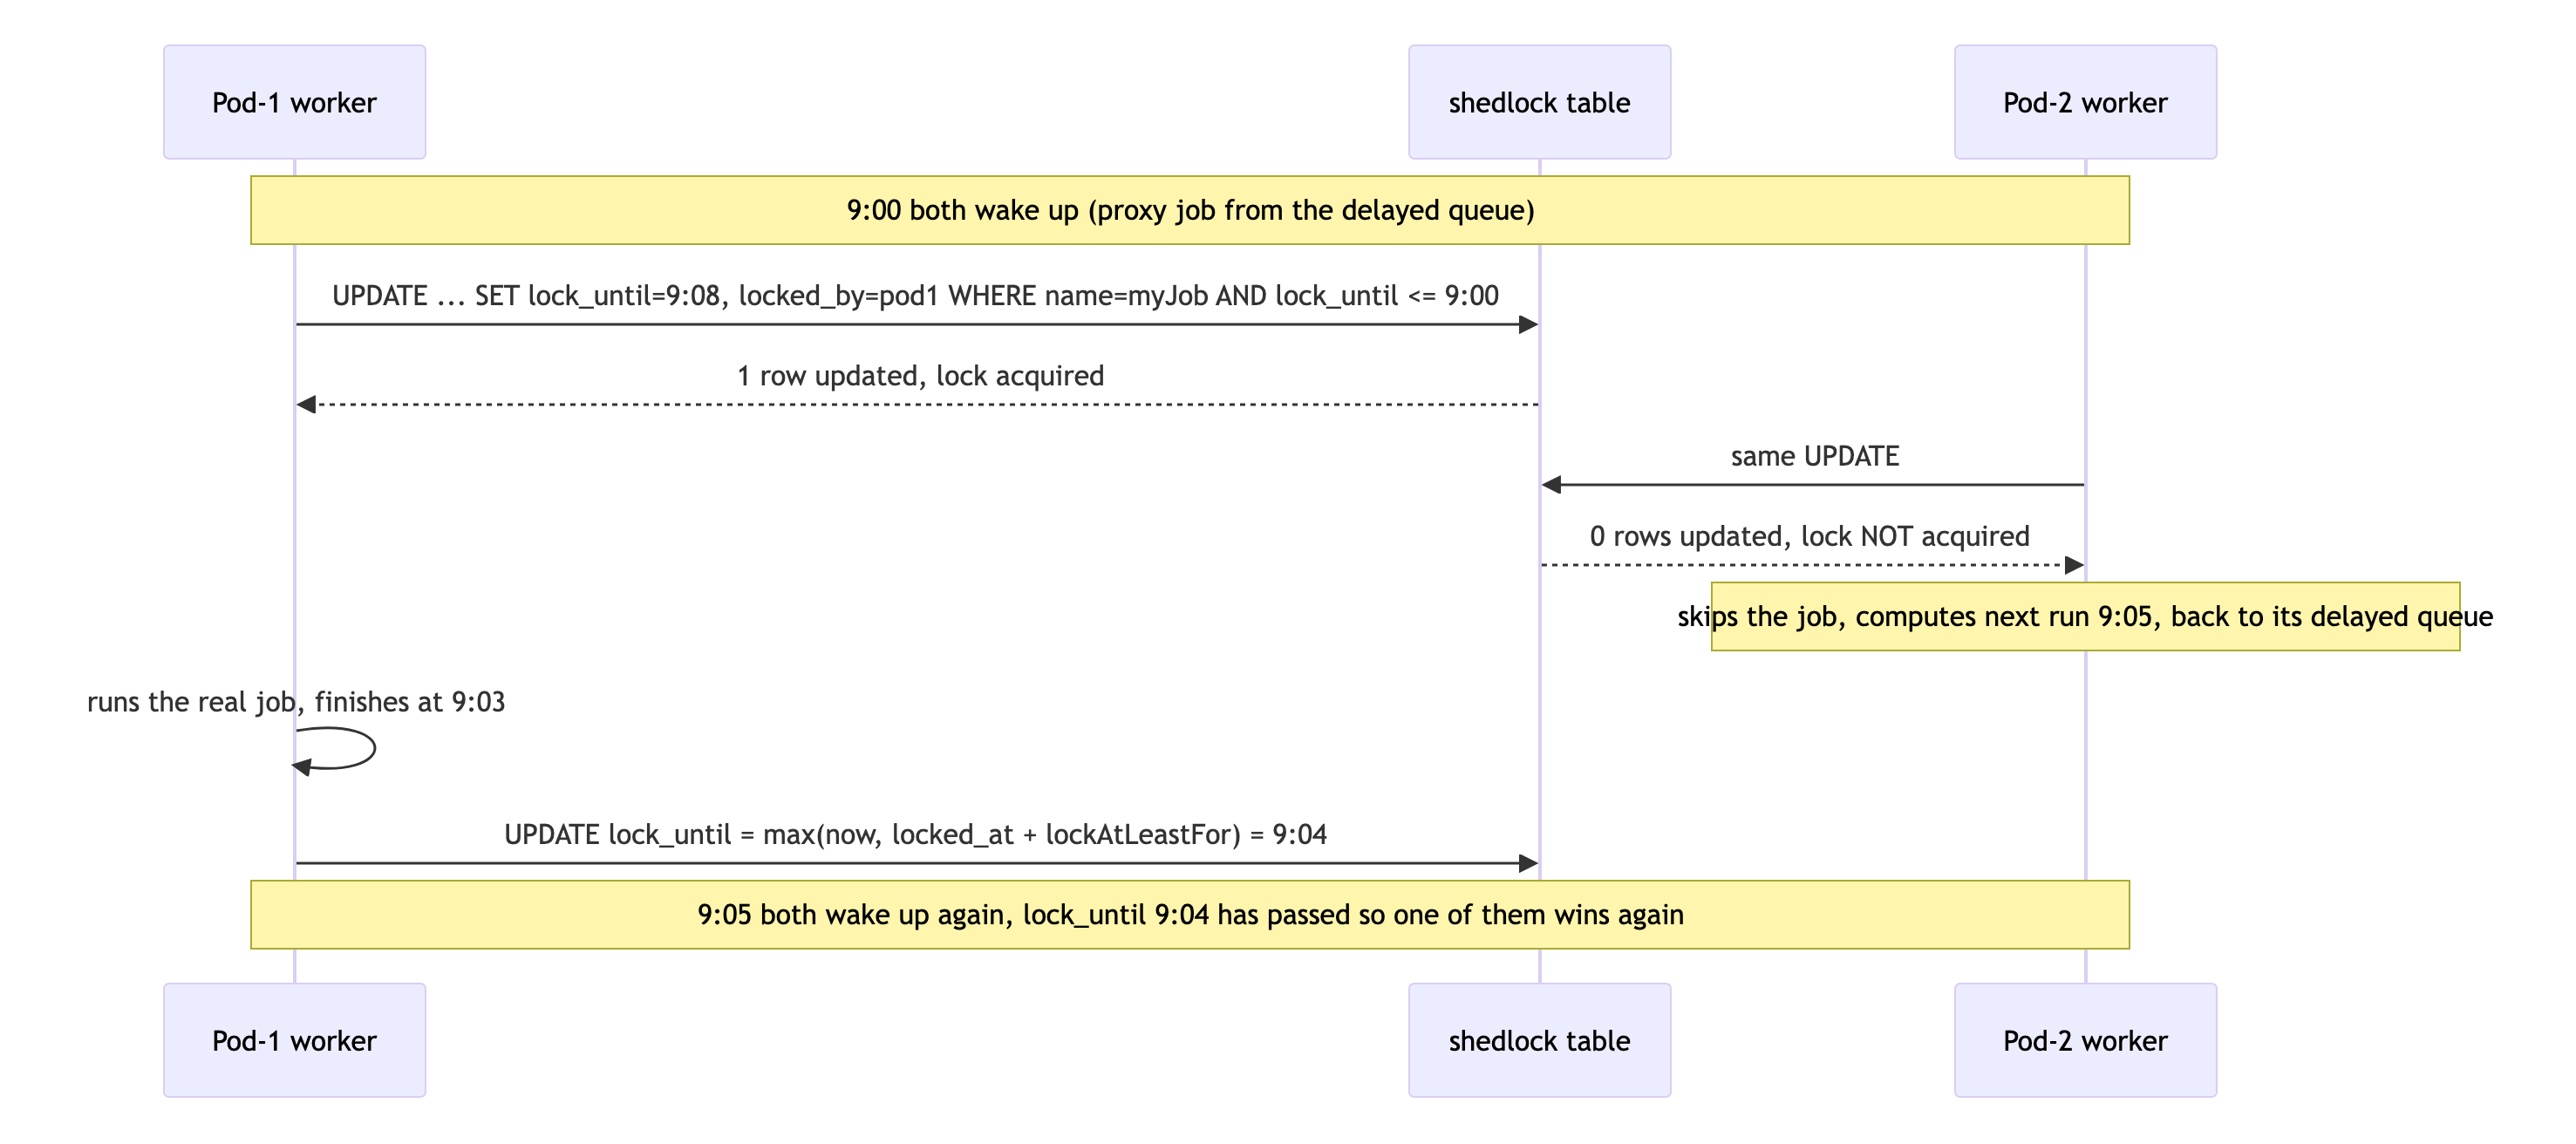 Pod-1 worker
shedlock table
Pod-2 worker
9:00 both wake up (proxy job from the delayed queue)
UPDATE ... SET lock_until=9:08, locked_by=pod1 WHERE name=myJob AND lock_until <= 9:00
1 row updated, lock acquired
same UPDATE
0 rows updated, lock NOT acquired
skips the job, computes next run 9:05, back to its delayed queue
runs the real job, finishes at 9:03
UPDATE lock_until = max(now, locked_at + lockAtLeastFor) = 9:04
9:05 both wake up again, lock_until 9:04 has passed so one of them wins again
Pod-1 worker
shedlock table
Pod-2 worker